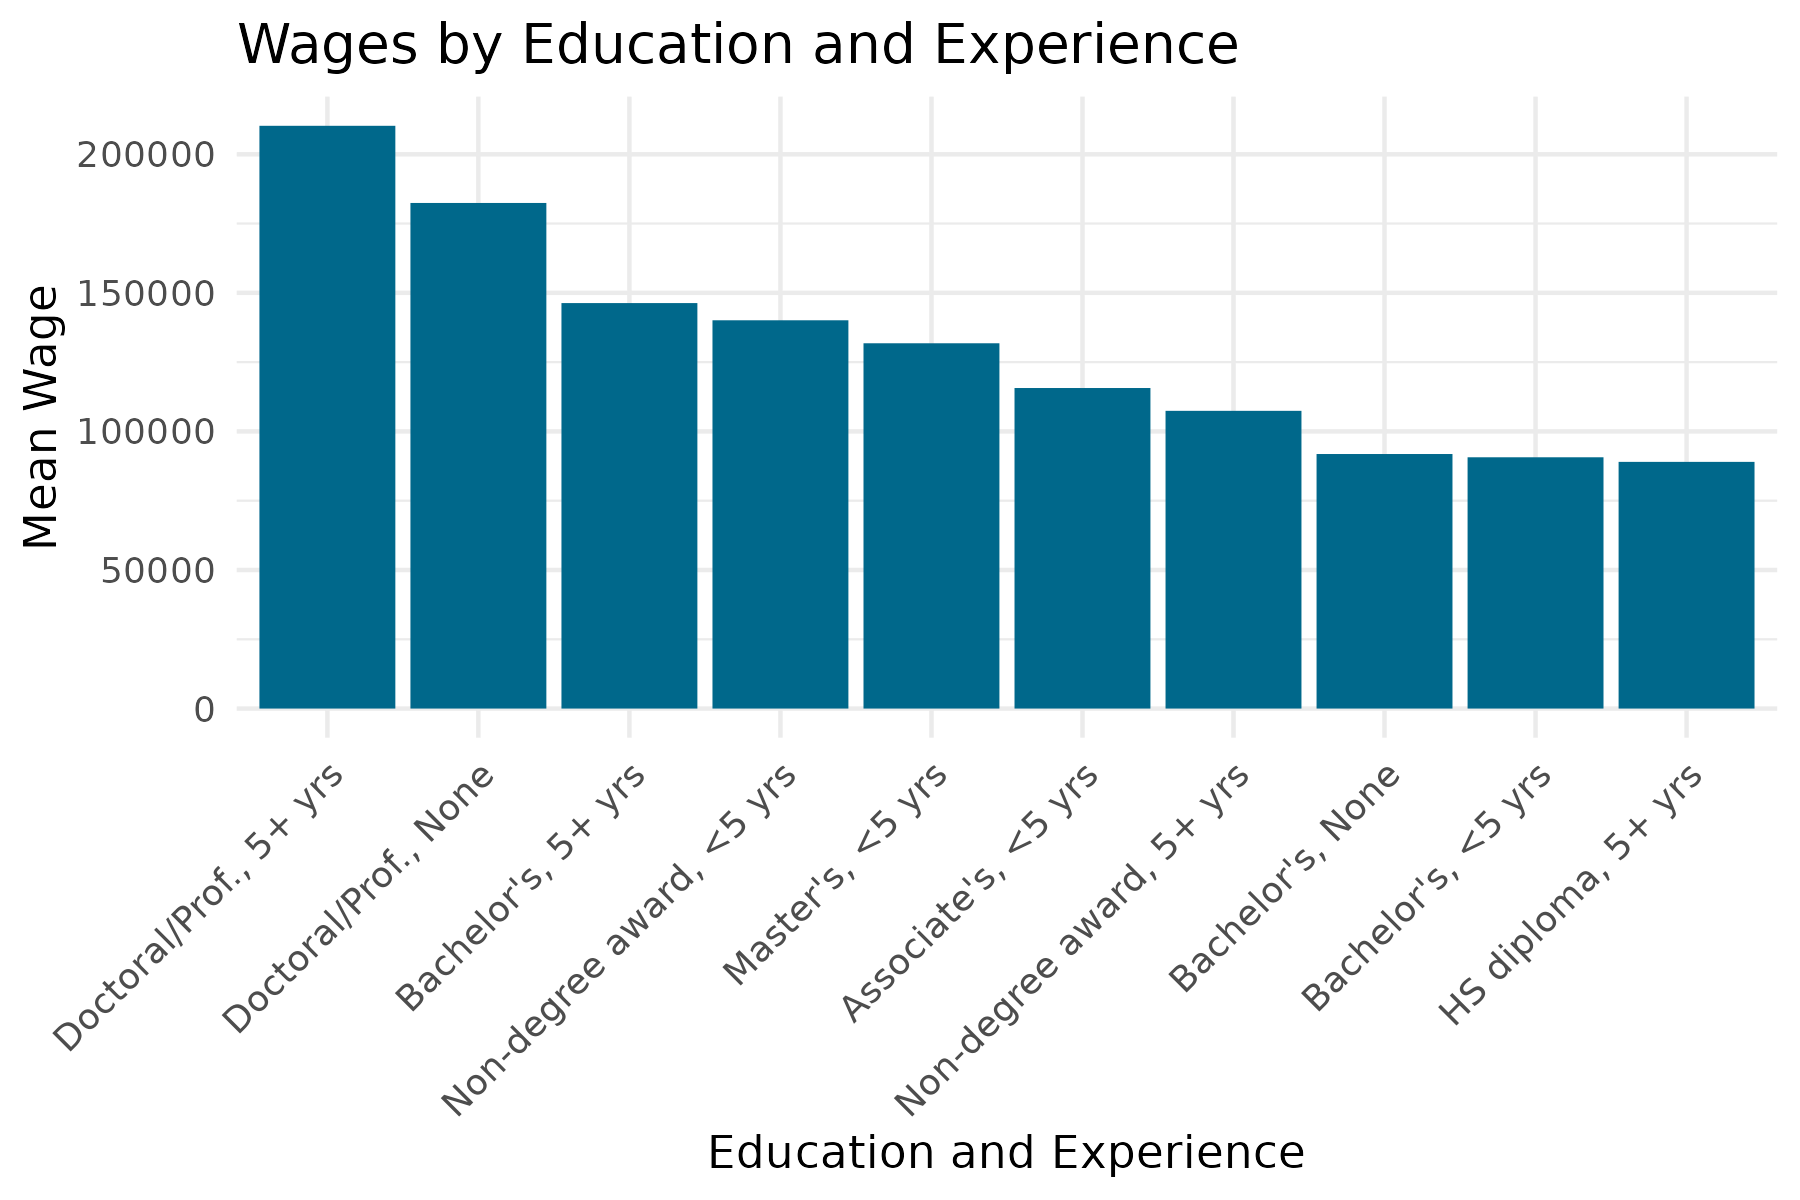 Wages by Education and Experience
Mean Wage
200000
150000
100000
50000
0
Doctoral/Prof., 5+ yrs
Doctoral/Prof., None
Bachelor's, 5+ yrs
Non-degree award, <5 yrs
Master's, <5 yrs
Associate's, <5 yrs
Non-degree award, 5+ yrs
Bachelor's, None
Bachelor's, <5 yrs
HS diploma, 5+ yrs
Education and Experience